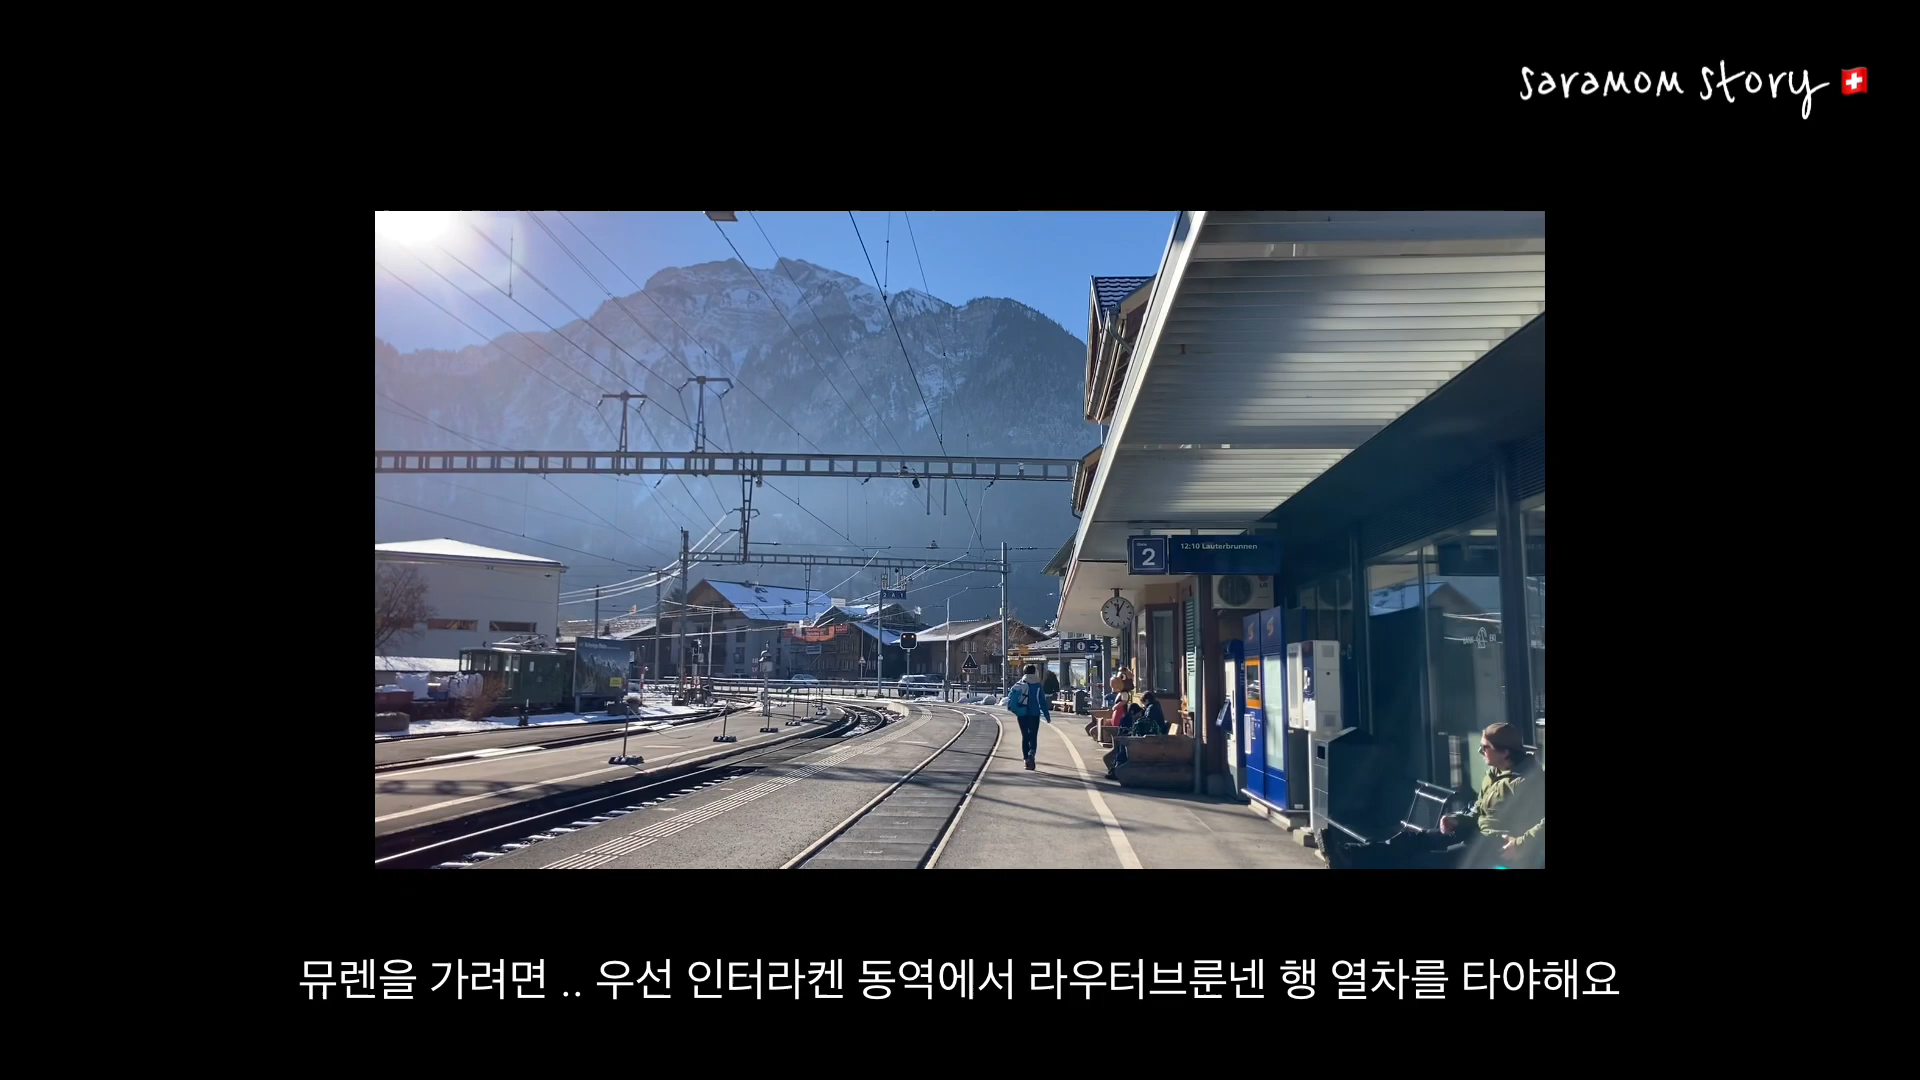 saramom story
2
12:10 Lauterbrunnen
뮤렌을 가려면 .. 우선 인터라켄 동역에서 라우터브룬넨 행 열차를 타야해요